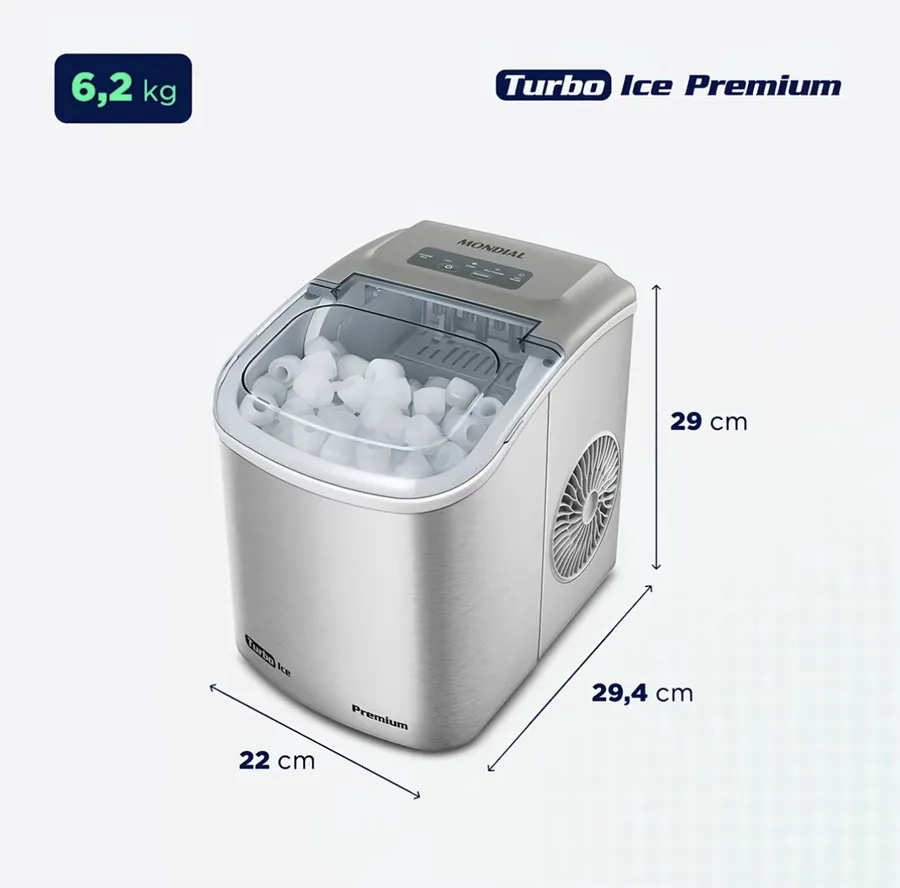 6,2 kg
Turbo Ice Premium
MONDIAL
29 cm
29,4 cm
22 cm
Turbo Ice
Premium